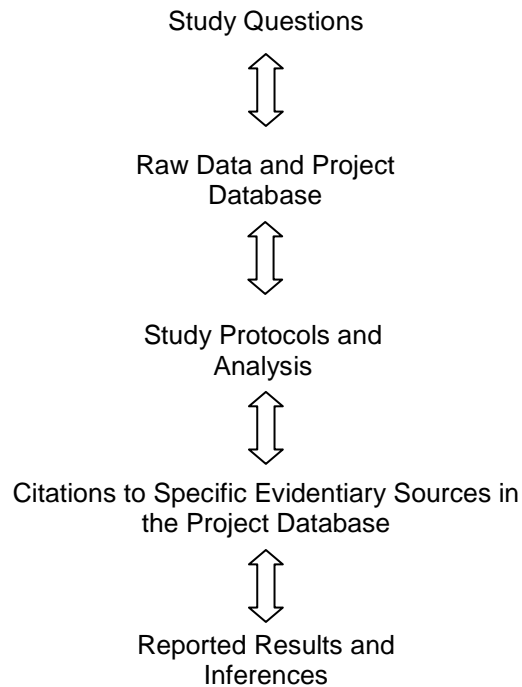 Study Questions
Raw Data and Project
Database
Study Protocols and
Analysis
Citations to Specific Evidentiary Sources in
the Project Database
Reported Results and
Inferences